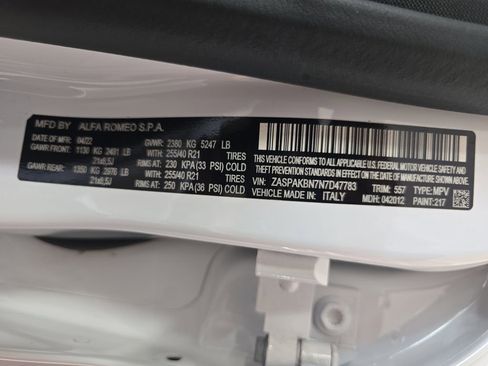 MFD BY ALFA ROMEO S.P.A.
DATE OF MFR: 04/22 GVWR: 2380 KG 5247 LB
GAWR FRONT: 1130 KG 2491 LB WITH: 255/40 R21 TIRES
21x8,5J RIMS AT: 230 KPA (33 PSI) COLD
GAWR REAR: 1350 KG 2976 LB WITH: 255/40 R21 TIRES
21x8,5J RIMS AT: 250 KPA (36 PSI) COLD
THIS VEHICLE CONFORMS TO ALL APPLICABLE U.S.A. FEDERAL MOTOR VEHICLE
SAFETY, BUMPER, AND THEFT PREVENTION STANDARDS
IN EFFECT ON THE DATE OF MANUFACTURE SHOWN ABOVE.
VIN: ZASPAKBN7N7D47783 TYPE: MPV
VEHICLE MADE IN: ITALY TRIM: 557
MDH: 042012 PAINT: 217